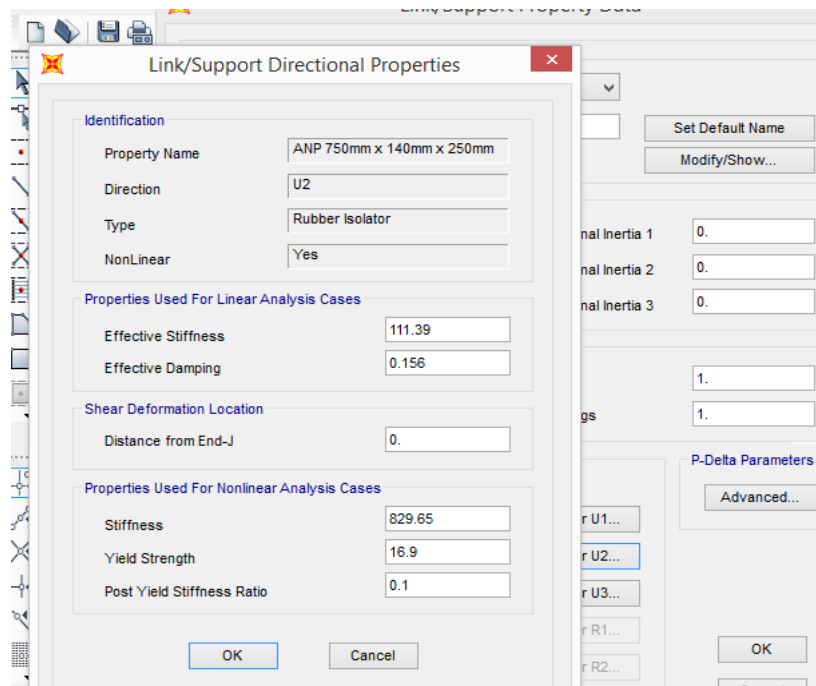 Link/Support Property Data
Link/Support Directional Properties
Identification
Property Name
ANP 750mm x 140mm x 250mm
Direction
U2
Type
Rubber Isolator
NonLinear
Yes
Properties Used For Linear Analysis Cases
Effective Stiffness
111.39
Effective Damping
0.156
Shear Deformation Location
Distance from End-J
0.
Properties Used For Nonlinear Analysis Cases
Stiffness
829.65
Yield Strength
16.9
Post Yield Stiffness Ratio
0.1
OK
Cancel
Set Default Name
Modify/Show...
nal Inertia 1
0.
nal Inertia 2
0.
nal Inertia 3
0.
1.
gs
1.
P-Delta Parameters
Advanced...
r U1...
r U2...
r U3...
r R1...
r R2...
OK